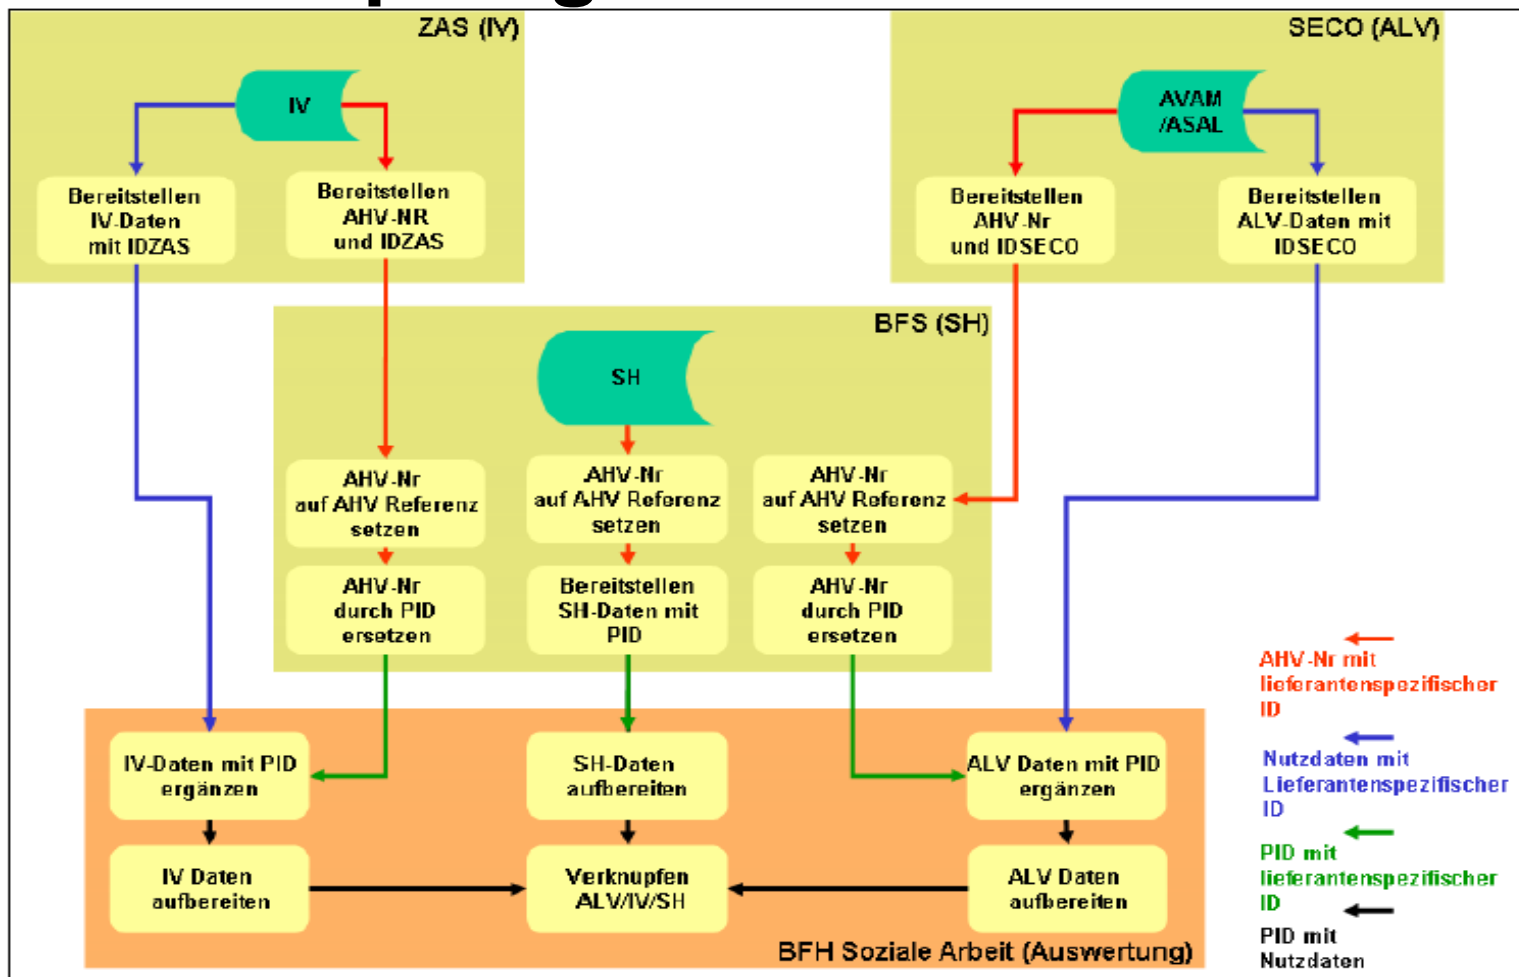 ZAS (IV)
SECO (ALV)
IV
AVAM
/ASAL
Bereitstellen
IV-Daten
mit IDZAS
Bereitstellen
AHV-NR
und IDZAS
Bereitstellen
AHV-Nr
und IDSECO
Bereitstellen
ALV-Daten mit
IDSECO
BFS (SH)
SH
AHV-Nr
auf AHV Referenz
setzen
AHV-Nr
auf AHV Referenz
setzen
AHV-Nr
auf AHV Referenz
setzen
AHV-Nr
durch PID
ersetzen
Bereitstellen
SH-Daten mit
PID
AHV-Nr
durch PID
ersetzen
IV-Daten mit PID
ergänzen
SH-Daten
aufbereiten
ALV Daten mit PID
ergänzen
IV Daten
aufbereiten
Verknüpfen
ALV/IV/SH
ALV Daten
aufbereiten
BFH Soziale Arbeit (Auswertung)
AHV-Nr mit
lieferantenspezifischer
ID
Nutzdaten mit
Lieferantenspezifischer
ID
PID mit
lieferantenspezifischer
ID
PID mit
Nutzdaten